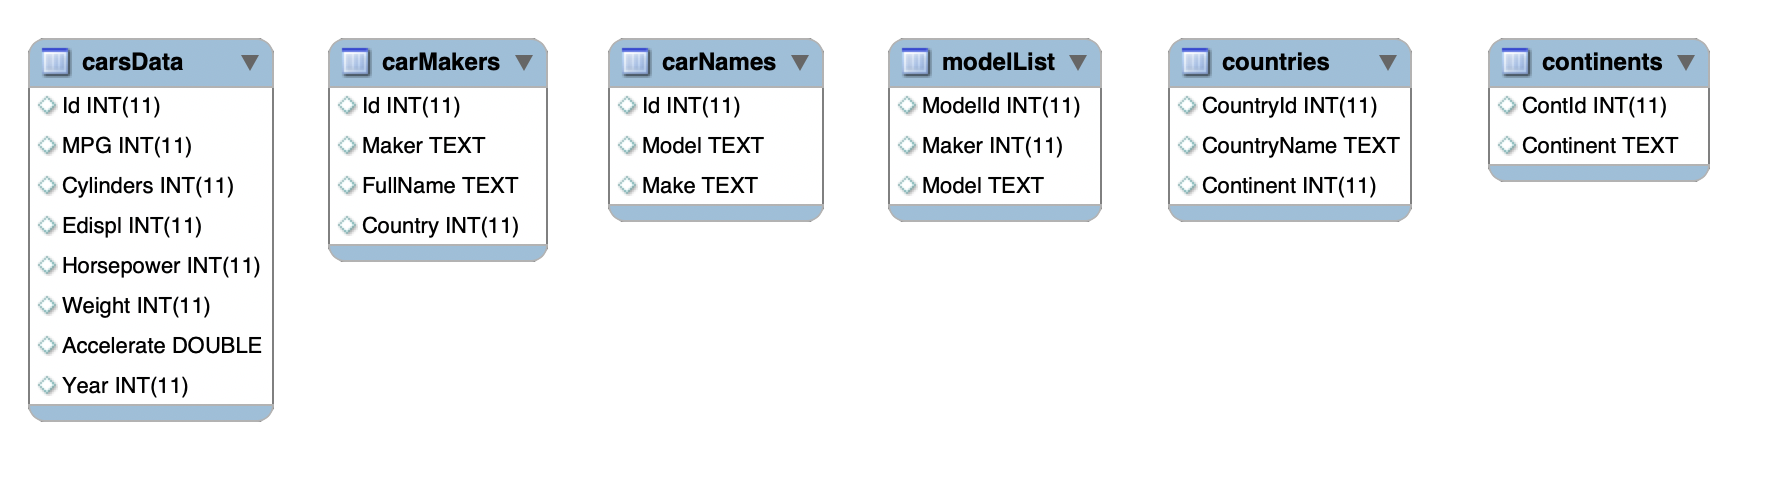 carsData
Id INT(11)
MPG INT(11)
Cylinders INT(11)
Edispl INT(11)
Horsepower INT(11)
Weight INT(11)
Accelerate DOUBLE
Year INT(11)
carMakers
Id INT(11)
Maker TEXT
FullName TEXT
Country INT(11)
carNames
Id INT(11)
Model TEXT
Make TEXT
modelList
ModelId INT(11)
Maker INT(11)
Model TEXT
countries
CountryId INT(11)
CountryName TEXT
Continent INT(11)
continents
ContId INT(11)
Continent TEXT